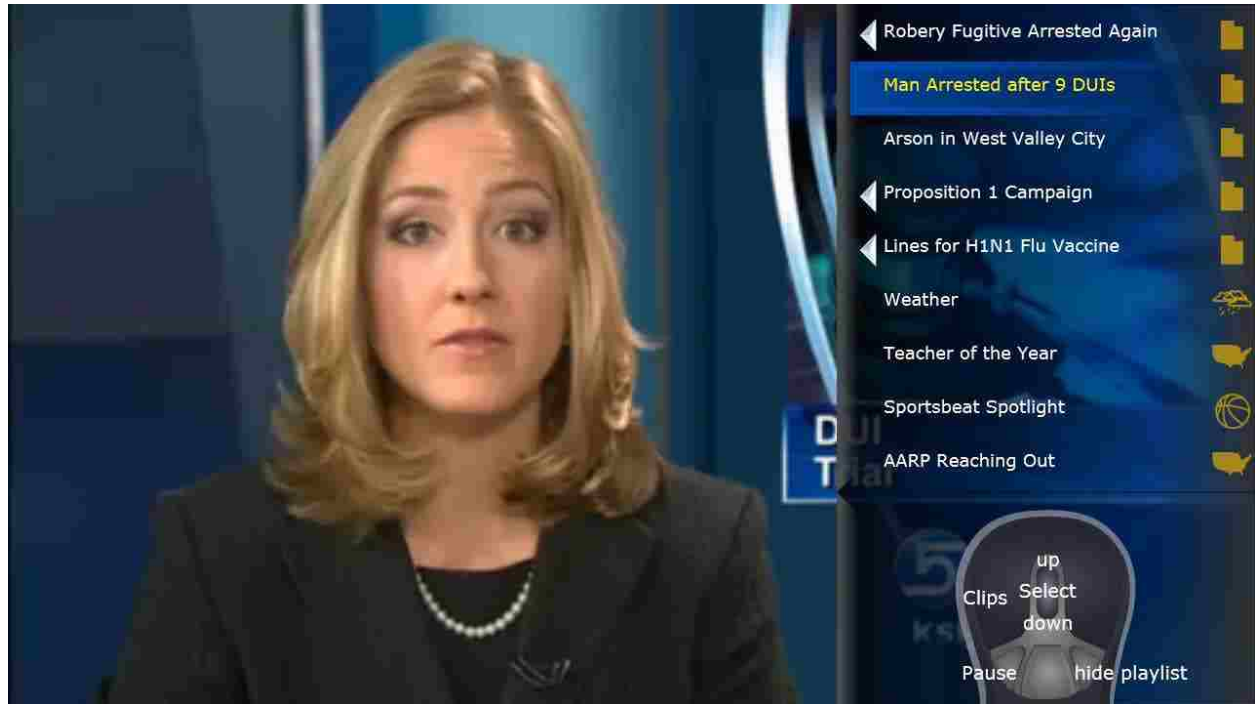 Robery Fugitive Arrested Again
Man Arrested after 9 DUIs
Arson in West Valley City
Proposition 1 Campaign
Lines for H1N1 Flu Vaccine
Weather
Teacher of the Year
Sportsbeat Spotlight
AARP Reaching Out
DUI
Trial
5
up
Clips Select
down
Pause hide playlist